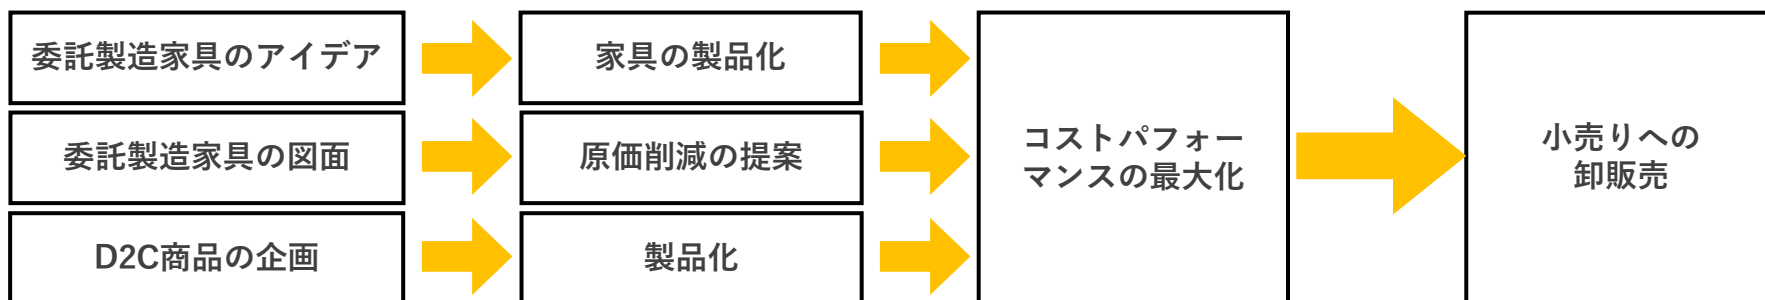 委託製造家具のアイデア
家具の製品化
委託製造家具の図面
原価削減の提案
D2C商品の企画
製品化
コストパフォー
マンスの最大化
小売りへの
卸販売